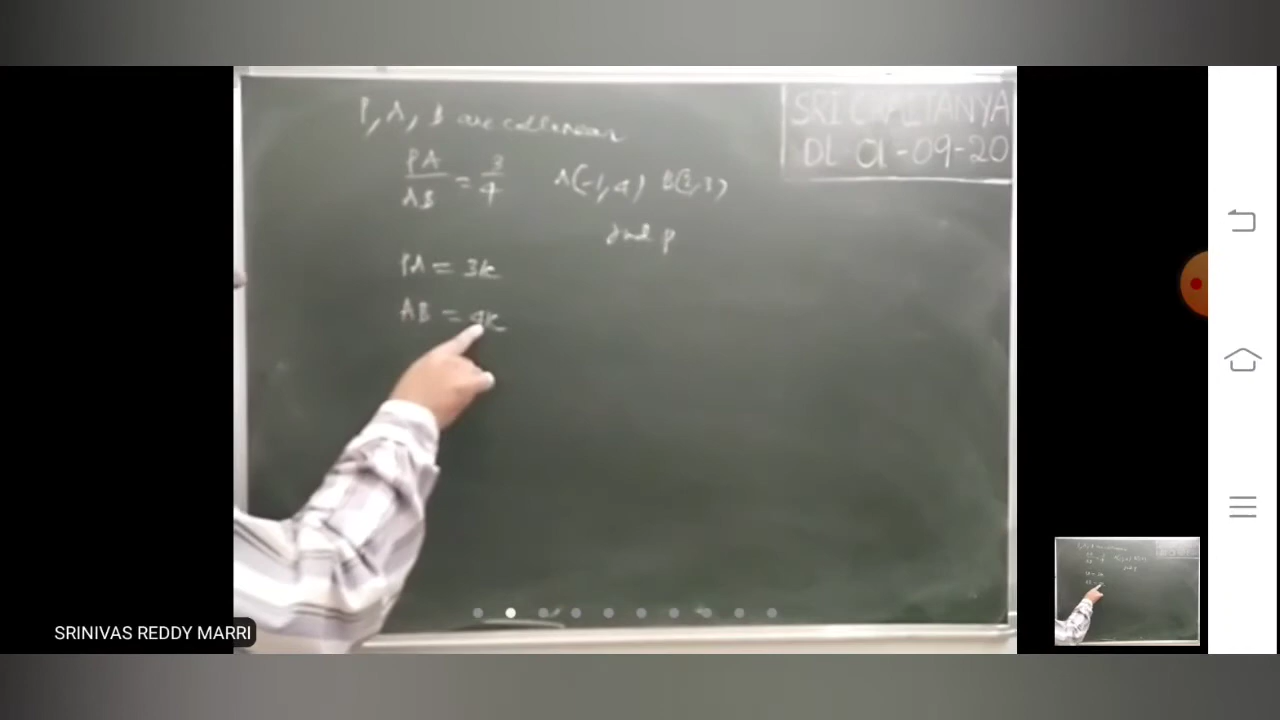 P, A, B are collinear
SRI CHAITANYA
DL 01-09-20
PA/AB = 3/4 A(-1,4) B(2,3)
find P
PA = 3k
AB = 4k
SRINIVAS REDDY MARRI